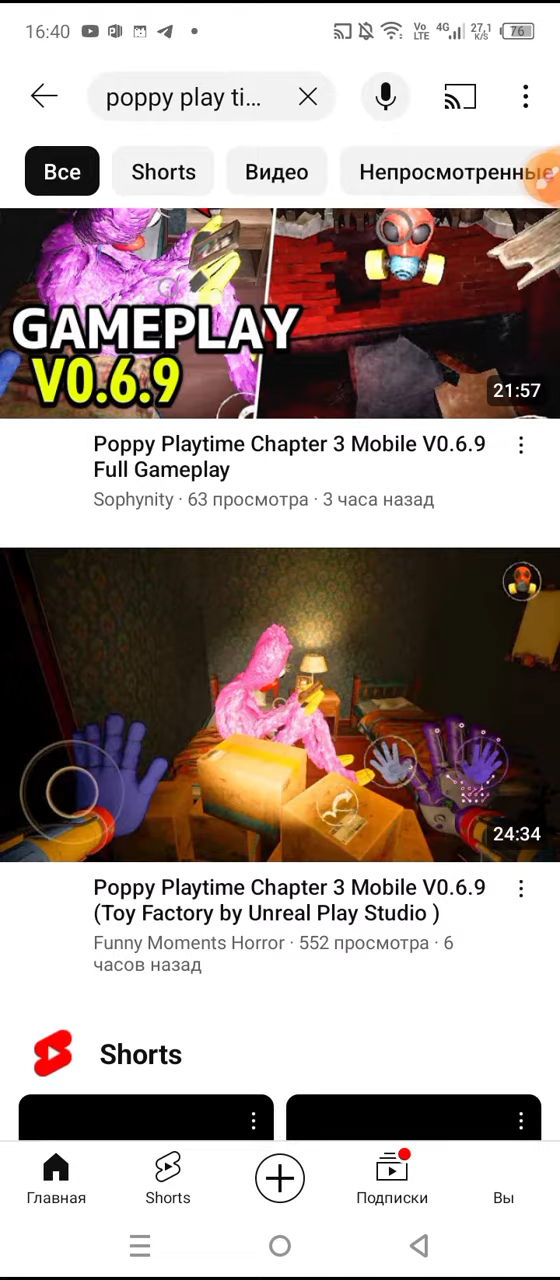 16:40
Vo LTE
4G
27,1 K/S
76
poppy play ti...
Все
Shorts
Видео
Непросмотренные
GAMEPLAY
V0.6.9
21:57
Poppy Playtime Chapter 3 Mobile V0.6.9
Full Gameplay
Sophynity · 63 просмотра · 3 часа назад
24:34
Poppy Playtime Chapter 3 Mobile V0.6.9
(Toy Factory by Unreal Play Studio )
Funny Moments Horror · 552 просмотра · 6
часов назад
Shorts
Главная
Shorts
Подписки
Вы